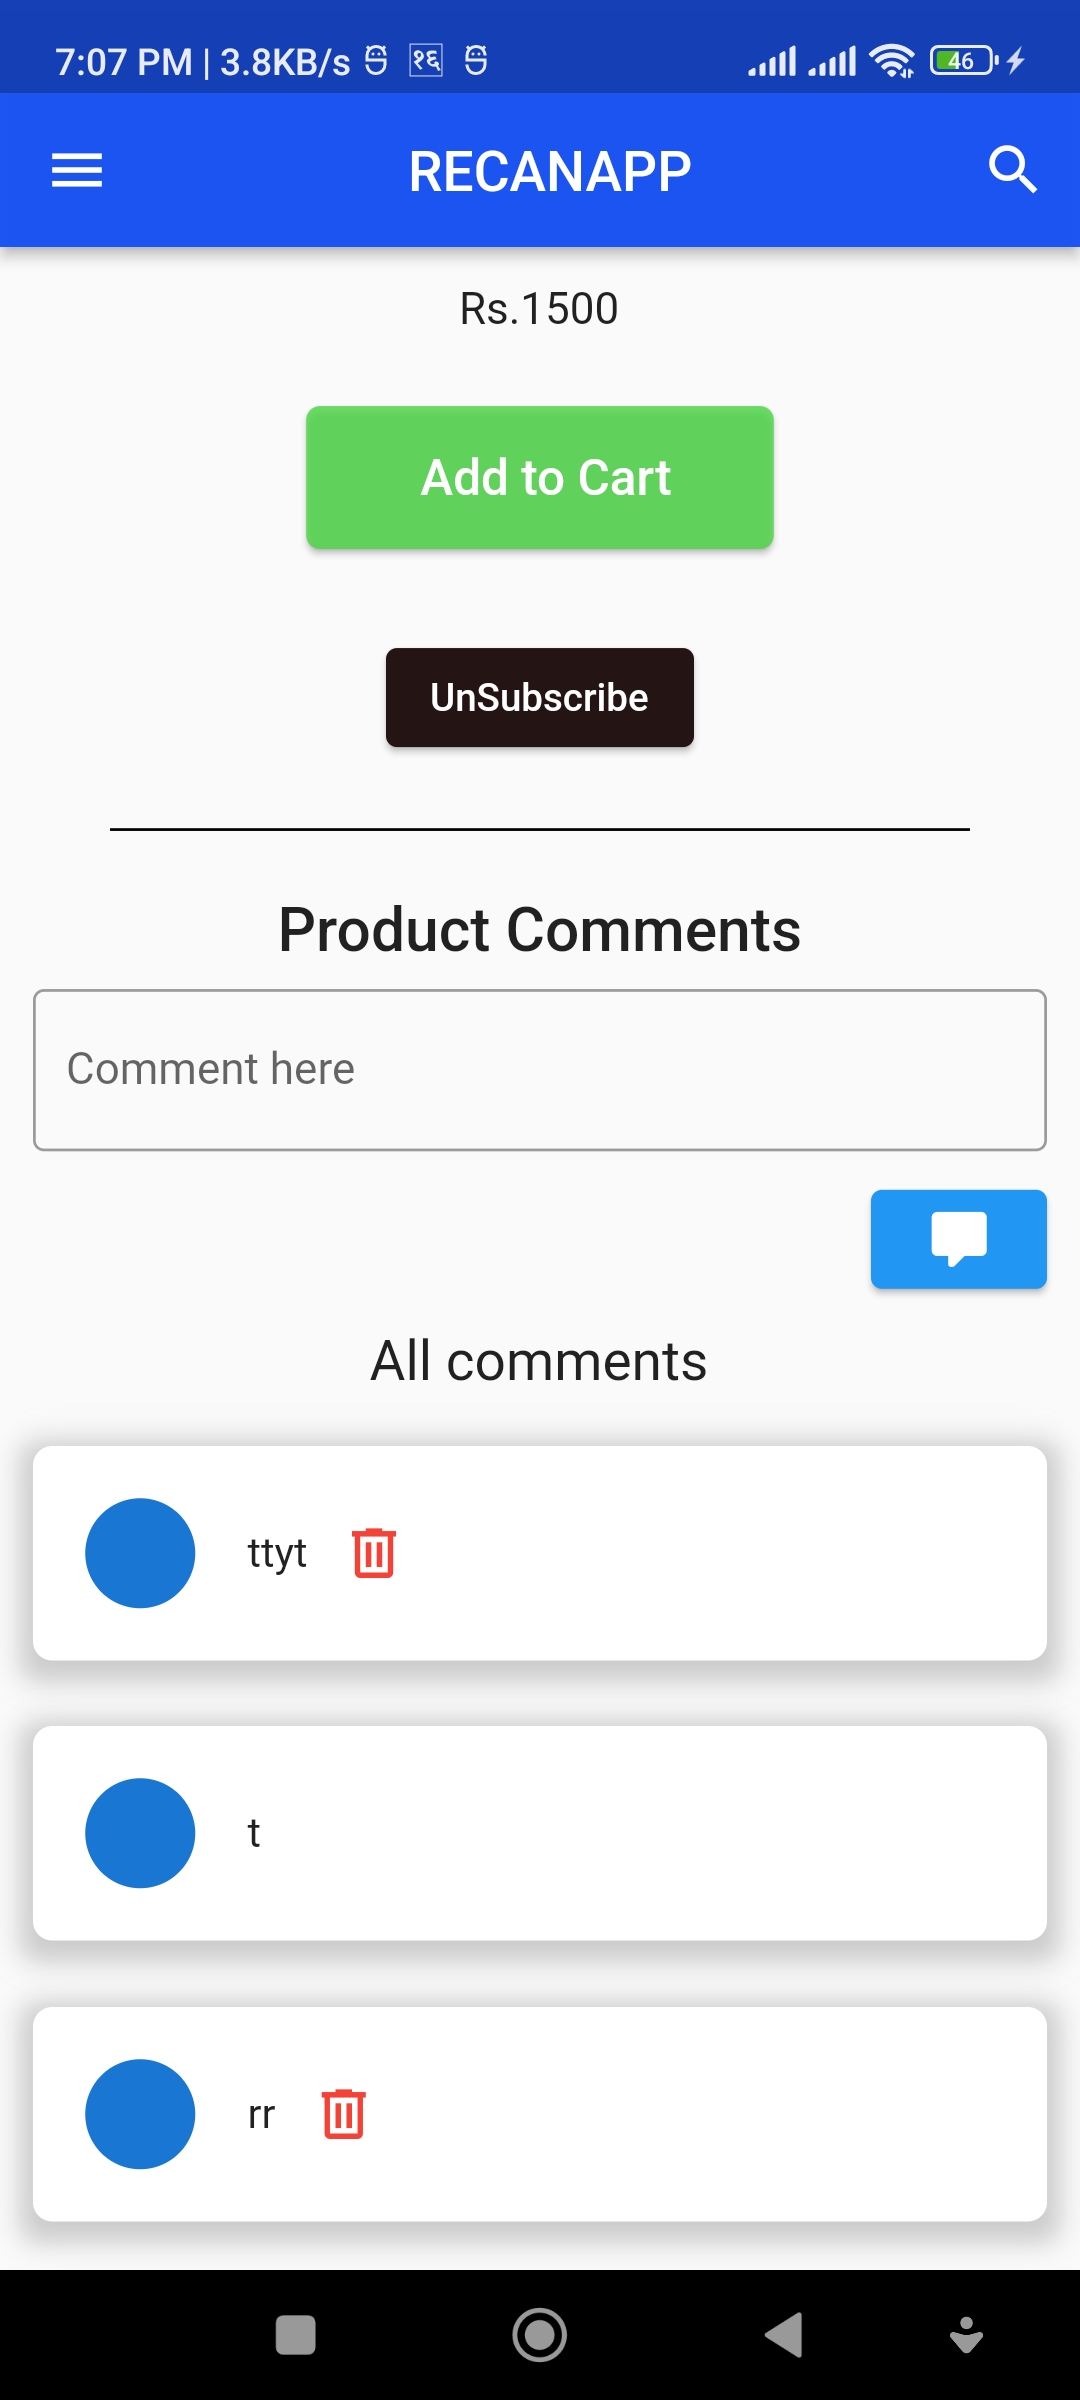 7:07 PM | 3.8KB/s १६ 46
RECANAPP
Rs.1500
Add to Cart
UnSubscribe
Product Comments
Comment here
All comments
ttyt
t
rr